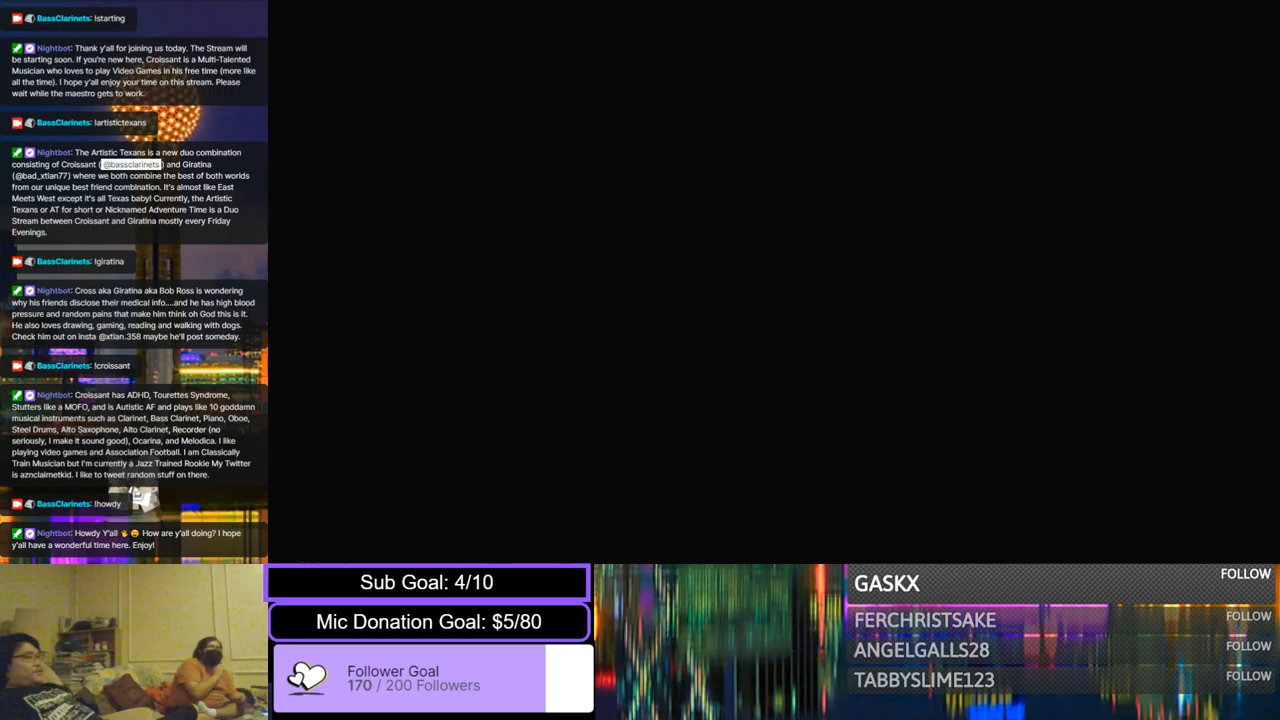 BassClarinets: !starting
Nightbot: Thank y'all for joining us today. The Stream will
be starting soon. If you're new here, Croissant is a Multi-Talented
Musician who loves to play Video Games in his free time (more like
all the time). I hope y'all enjoy your time on this stream. Please
wait while the maestro gets to work.
BassClarinets: !artistictexans
Nightbot: The Artistic Texans is a new duo combination
consisting of Croissant ( @bassclarinets ) and Giratina
(@bad_xtian77) where we both combine the best of both worlds
from our unique best friend combination. It's almost like East
Meets West except it's all Texas baby! Currently, the Artistic
Texans or AT for short or Nicknamed Adventure Time is a Duo
Stream between Croissant and Giratina mostly every Friday
Evenings.
BassClarinets: !giratina
Nightbot: Cross aka Giratina aka Bob Ross is wondering
why his friends disclose their medical info....and he has high blood
pressure and random pains that make him think oh God this is it.
He also loves drawing, gaming, reading and walking with dogs.
Check him out on insta @xtian.358 maybe he'll post someday.
BassClarinets: !croissant
Nightbot: Croissant has ADHD, Tourettes Syndrome,
Stutters like a MOFO, and is Autistic AF and plays like 10 goddamn
musical instruments such as Clarinet, Bass Clarinet, Piano, Oboe,
Steel Drums, Alto Saxophone, Alto Clarinet, Recorder (no
seriously, I make it sound good), Ocarina, and Melodica. I like
playing video games and Association Football. I am Classically
Train Musician but I'm currently a Jazz Trained Rookie My Twitter
is aznclairnetkid. I like to tweet random stuff on there.
BassClarinets: !howdy
Nightbot: Howdy Y'all 🖐 😄 How are y'all doing? I hope
y'all have a wonderful time here. Enjoy!
Sub Goal: 4/10
Mic Donation Goal: $5/80
Follower Goal
170 / 200 Followers
GASKX FOLLOW
FERCHRISTSAKE FOLLOW
ANGELGALLS28 FOLLOW
TABBYSLIME123 FOLLOW